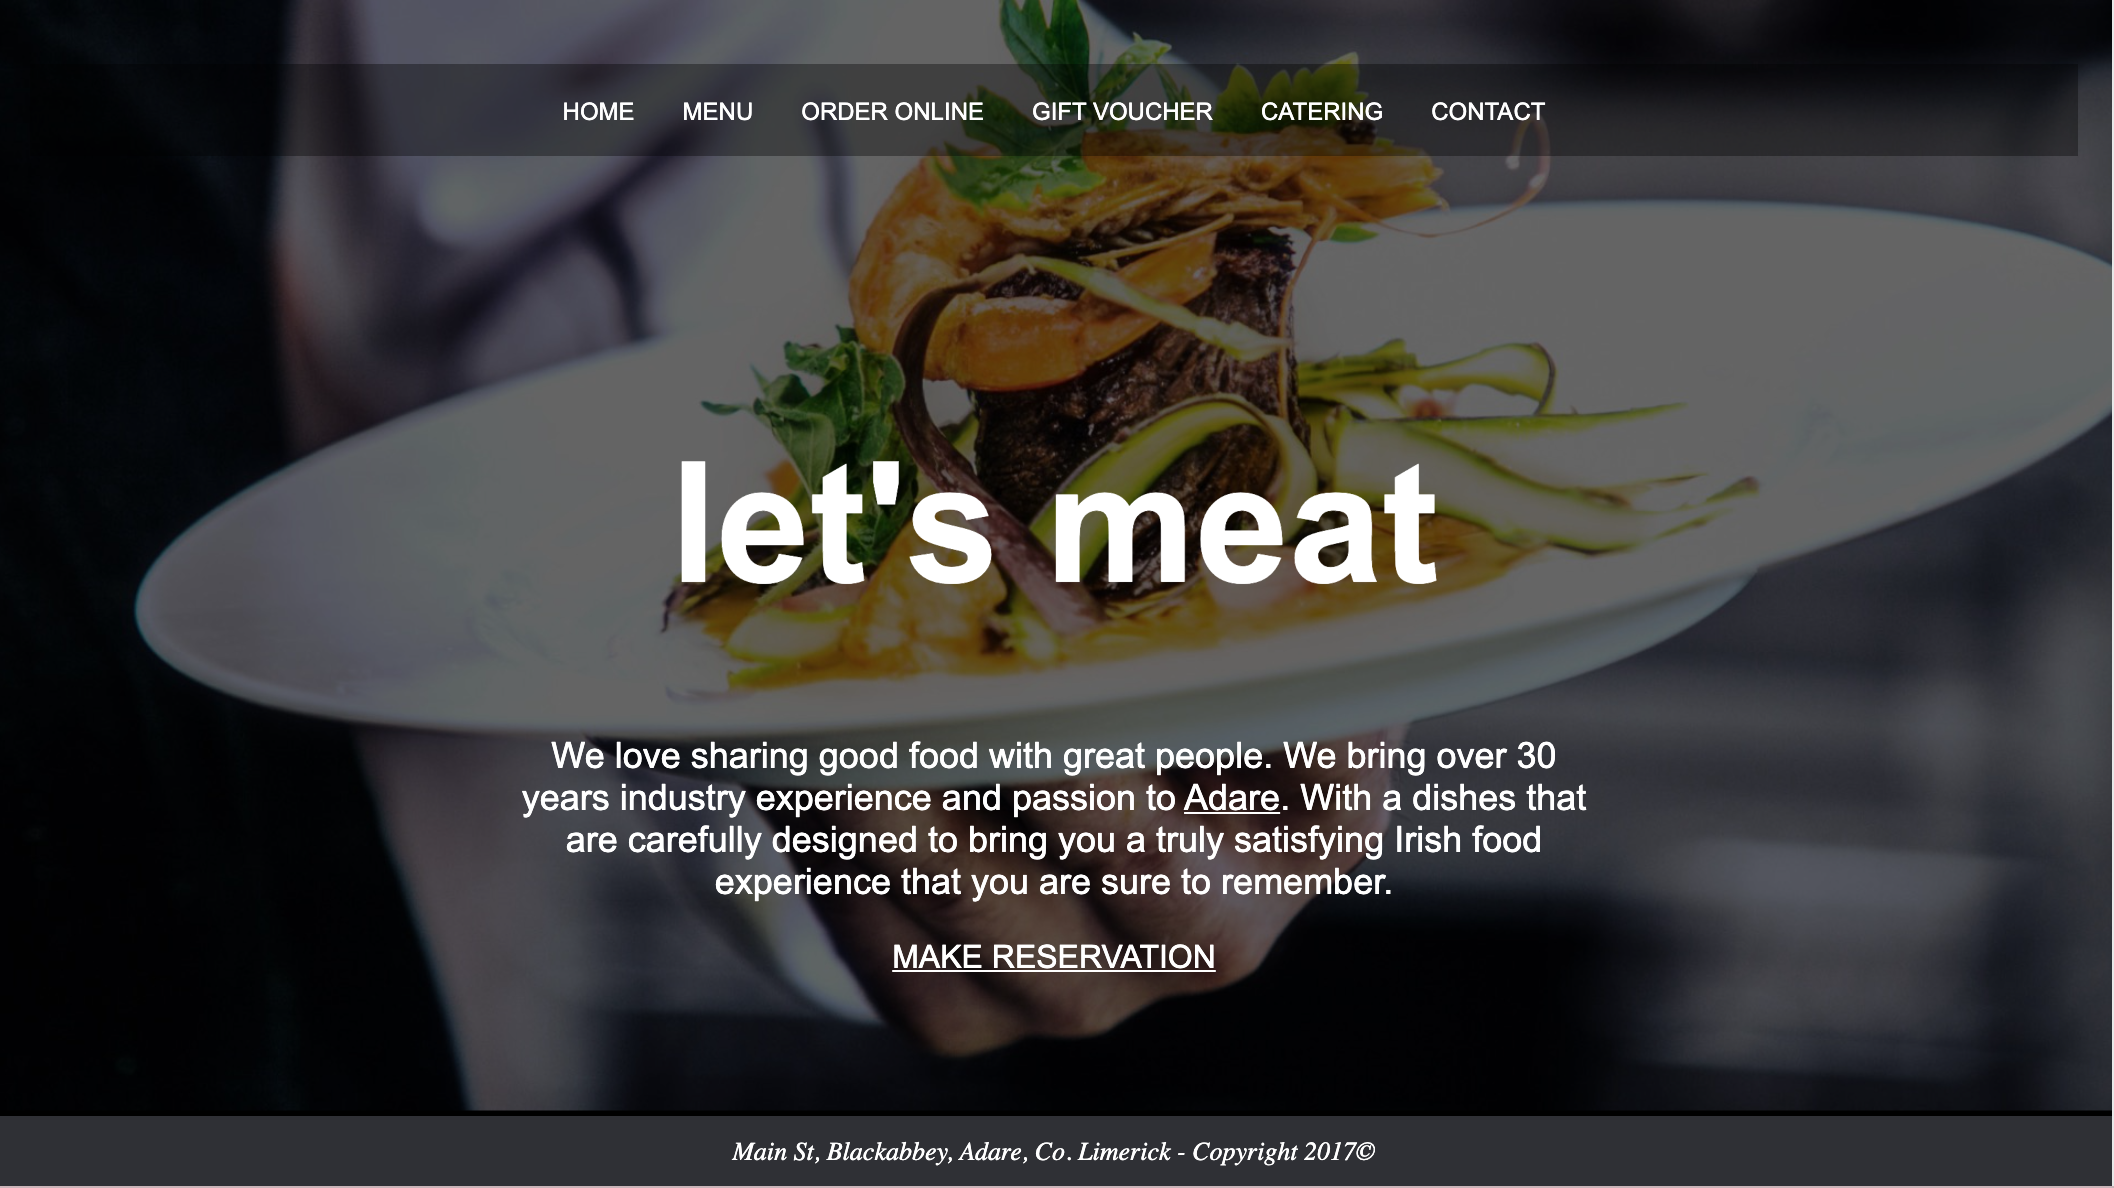 HOME MENU ORDER ONLINE GIFT VOUCHER CATERING CONTACT
let's meat
We love sharing good food with great people. We bring over 30
years industry experience and passion to Adare. With a dishes that
are carefully designed to bring you a truly satisfying Irish food
experience that you are sure to remember.
MAKE RESERVATION
Main St, Blackabbey, Adare, Co. Limerick - Copyright 2017©